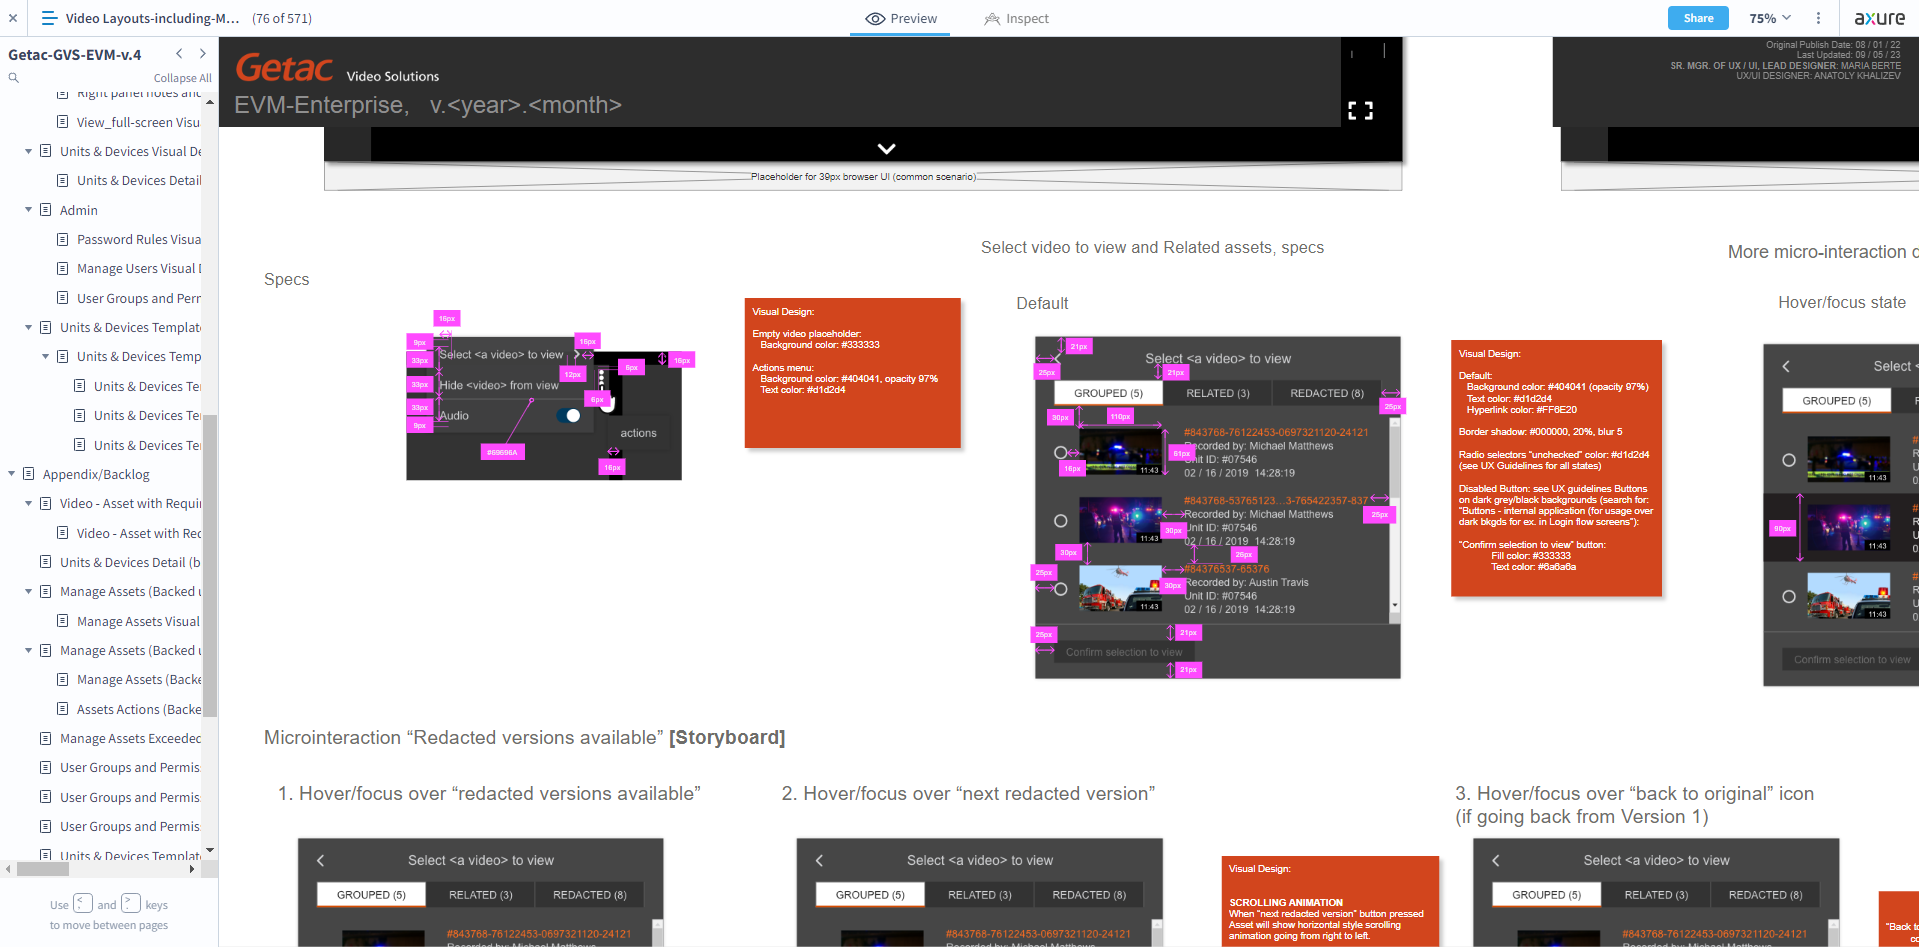 Video Layouts-including-M... (76 of 571)
Preview
Inspect
Share
75%
axure
Getac-GVS-EVM-v.4
Collapse All
Right panel notes and
View_full-screen Visu
Units & Devices Visual De
Units & Devices Detail
Admin
Password Rules Visua
Manage Users Visual D
User Groups and Perr
Units & Devices Templat
Units & Devices Temp
Units & Devices Te
Units & Devices Te
Units & Devices Te
Appendix/Backlog
Video - Asset with Requir
Video - Asset with Rec
Units & Devices Detail (b
Manage Assets (Backed u
Manage Assets Visual
Manage Assets (Backed u
Manage Assets (Backe
Assets Actions (Backe
Manage Assets Exceeded
User Groups and Permis
User Groups and Permis
User Groups and Permis
Units & Devices Templat
Use < and > keys
to move between pages
Getac Video Solutions
EVM-Enterprise, v.<year>.<month>
Original Publish Date: 08 / 01 / 22
Last Updated: 09 / 05 / 23
SR. MGR. OF UX / UI, LEAD DESIGNER: MARIA BERTE
UX/UI DESIGNER: ANATOLY KHALIZEV
Placeholder for 39px browser UI (common scenario)
Select video to view and Related assets, specs
More micro-interaction d
Specs
Default
Hover/focus state
15px
9px
33px
33px
33px
9px
Select <a video> to view
Hide <video> from view
Audio
15px
12px
5px
6px
16px
actions
16px
#69696A
Visual Design:
Empty video placeholder:
Background color: #333333
Actions menu:
Background color: #404041, opacity 97%
Text color: #d1d2d4
21px
Select <a video> to view
25px
21px
GROUPED (5)
RELATED (3)
REDACTED (8)
25px
30px
110px
#843768-76122453-0697321120-24121
Recorded by: Michael Matthews
Unit ID: #07546
02 / 16 / 2019 14:28:19
61px
16px
11:43
#843768-53765123...3-765422357-837
Recorded by: Michael Matthews
Unit ID: #07546
02 / 16 / 2019 14:28:19
25px
30px
11:43
30px
26px
25px
#84376537-65376
Recorded by: Austin Travis
Unit ID: #07546
02 / 16 / 2019 14:28:19
30px
11:43
25px
21px
Confirm selection to view
21px
Visual Design:
Default:
Background color: #404041 (opacity 97%)
Text color: #d1d2d4
Hyperlink color: #FF6E20
Border shadow: #000000, 20%, blur 5
Radio selectors "unchecked" color: #d1d2d4
(see UX Guidelines for all states)
Disabled Button: see UX guidelines Buttons
on dark grey/black backgrounds (search for:
"Buttons - internal application (for usage over
dark bkgds for ex. in Login flow screens"):
"Confirm selection to view" button:
Fill color: #333333
Text color: #6a6a6a
Select <
GROUPED (5)
11:43
80px
11:43
11:43
Confirm selection to view
Microinteraction “Redacted versions available” [Storyboard]
1. Hover/focus over “redacted versions available”
2. Hover/focus over “next redacted version”
3. Hover/focus over “back to original” icon
(if going back from Version 1)
Select <a video> to view
GROUPED (5)
RELATED (3)
REDACTED (8)
#843768-76122453-0697321120-24121
Recorded by: Michael Matthews
Select <a video> to view
GROUPED (5)
RELATED (3)
REDACTED (8)
#843768-76122453-0697321120-24121
Recorded by: Michael Matthews
Visual Design:
SCROLLING ANIMATION
When “next redacted version” button pressed
Asset will show horizontal style scrolling
animation going from right to left.
Select <a video> to view
GROUPED (5)
RELATED (3)
REDACTED (8)
#843768-76122453-0697321120-24121
Recorded by: Michael Matthews
"Back to
co